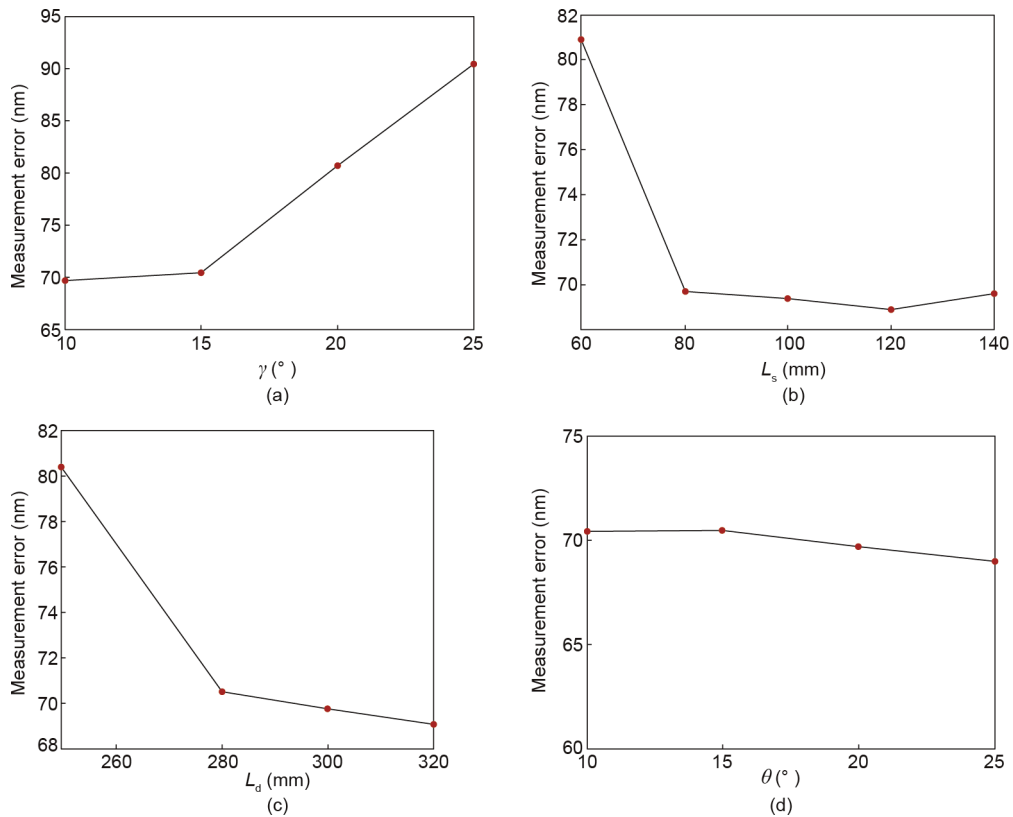 95
90
85
80
75
70
65
Measurement error (nm)
10 15 20 25
γ (° )
(a)
82
80
78
76
74
72
70
Measurement error (nm)
60 80 100 120 140
Ls (mm)
(b)
82
80
78
76
74
72
70
68
Measurement error (nm)
260 280 300 320
Ld (mm)
(c)
75
70
65
60
Measurement error (nm)
10 15 20 25
θ (° )
(d)